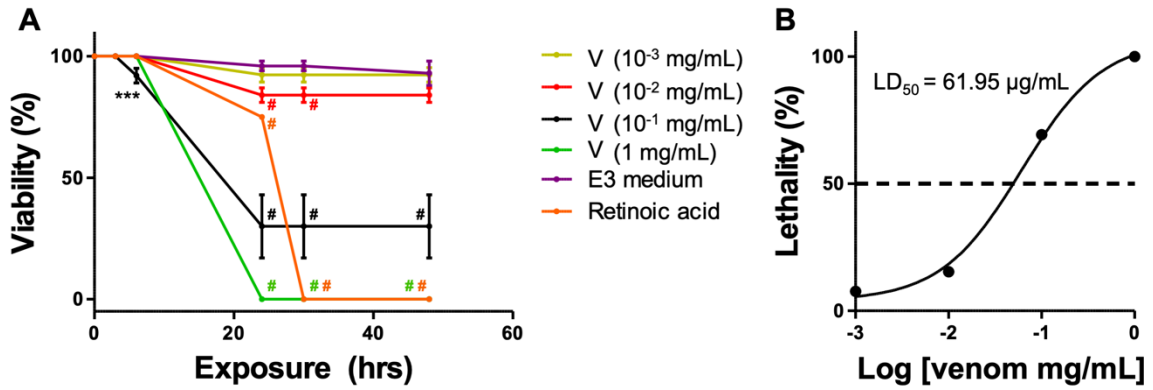 A
Viability (%)
100
50
0
***
#
#
#
#
#
#
#
#
#
#
#
#
0
20
40
60
Exposure (hrs)
V (10⁻³ mg/mL)
V (10⁻² mg/mL)
V (10⁻¹ mg/mL)
V (1 mg/mL)
E3 medium
Retinoic acid
B
Lethality (%)
LD₅₀ = 61.95 µg/mL
100
50
0
-3
-2
-1
0
Log [venom mg/mL]